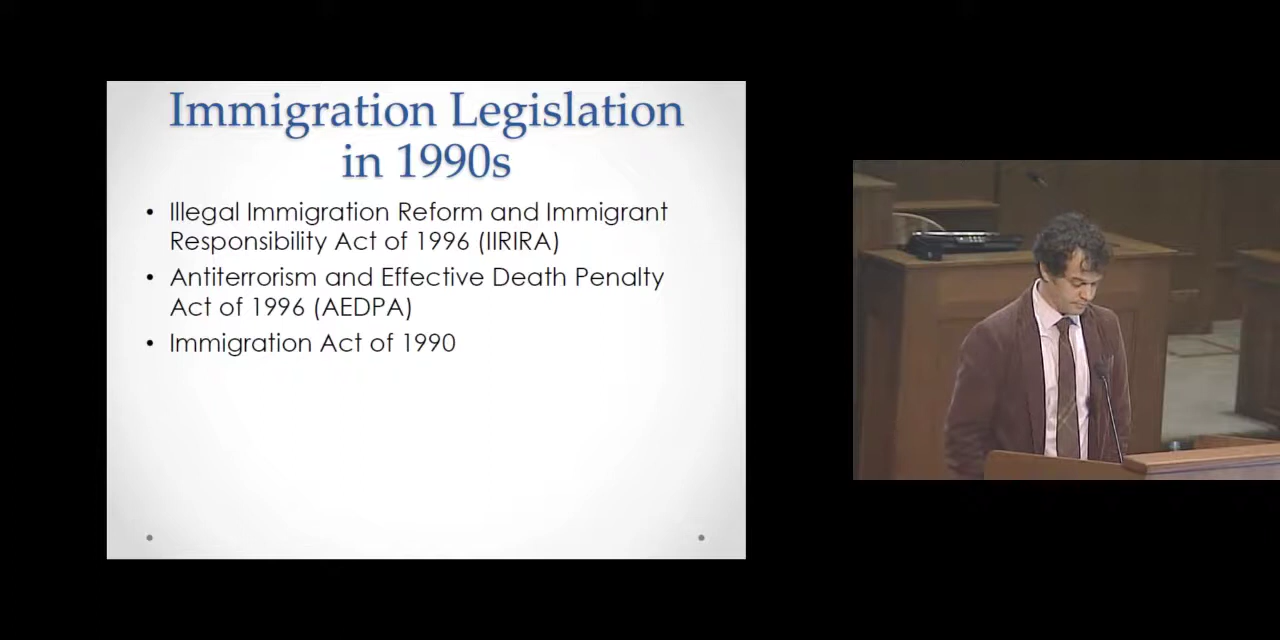 Immigration Legislation
in 1990s
• Illegal Immigration Reform and Immigrant
Responsibility Act of 1996 (IIRIRA)
• Antiterrorism and Effective Death Penalty
Act of 1996 (AEDPA)
• Immigration Act of 1990